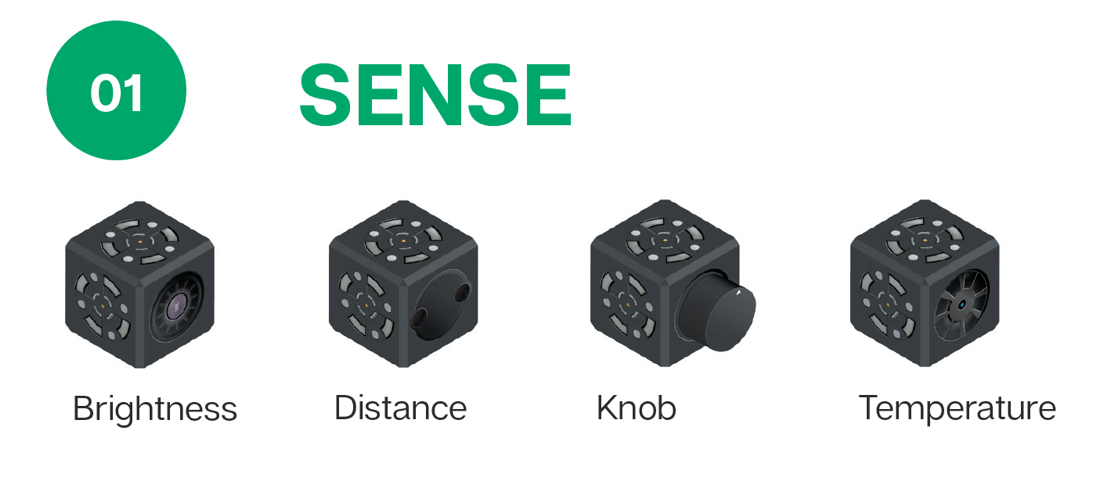 01
SENSE
Brightness
Distance
Knob
Temperature